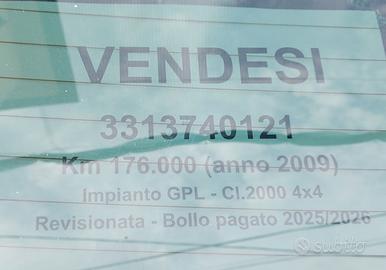 VENDESI
3313740121
Km 176.000 (anno 2009)
Impianto GPL - Cl.2000 4x4
Revisionata - Bollo pagato 2025/2026
subito